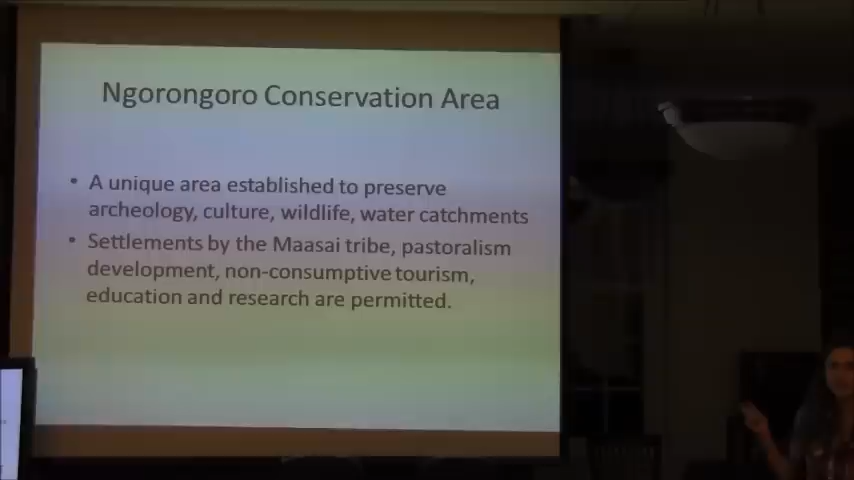 Ngorongoro Conservation Area
• A unique area established to preserve
archeology, culture, wildlife, water catchments
• Settlements by the Maasai tribe, pastoralism
development, non-consumptive tourism,
education and research are permitted.